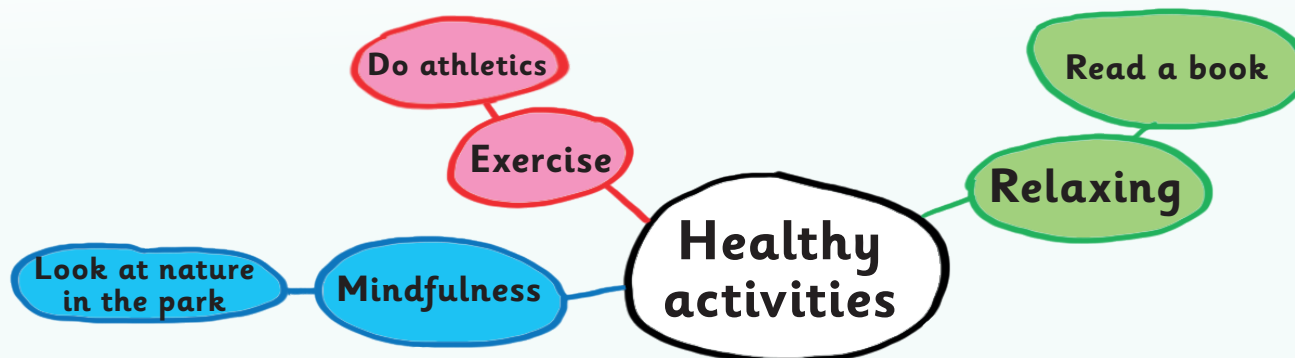 Do athletics
Read a book
Exercise
Relaxing
Healthy
activities
Look at nature
in the park
Mindfulness